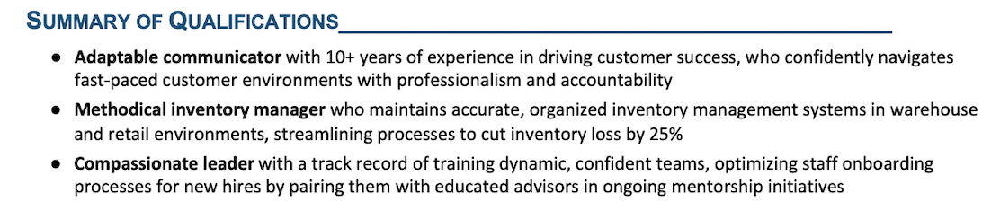 SUMMARY OF QUALIFICATIONS
● Adaptable communicator with 10+ years of experience in driving customer success, who confidently navigates
fast-paced customer environments with professionalism and accountability
● Methodical inventory manager who maintains accurate, organized inventory management systems in warehouse
and retail environments, streamlining processes to cut inventory loss by 25%
● Compassionate leader with a track record of training dynamic, confident teams, optimizing staff onboarding
processes for new hires by pairing them with educated advisors in ongoing mentorship initiatives